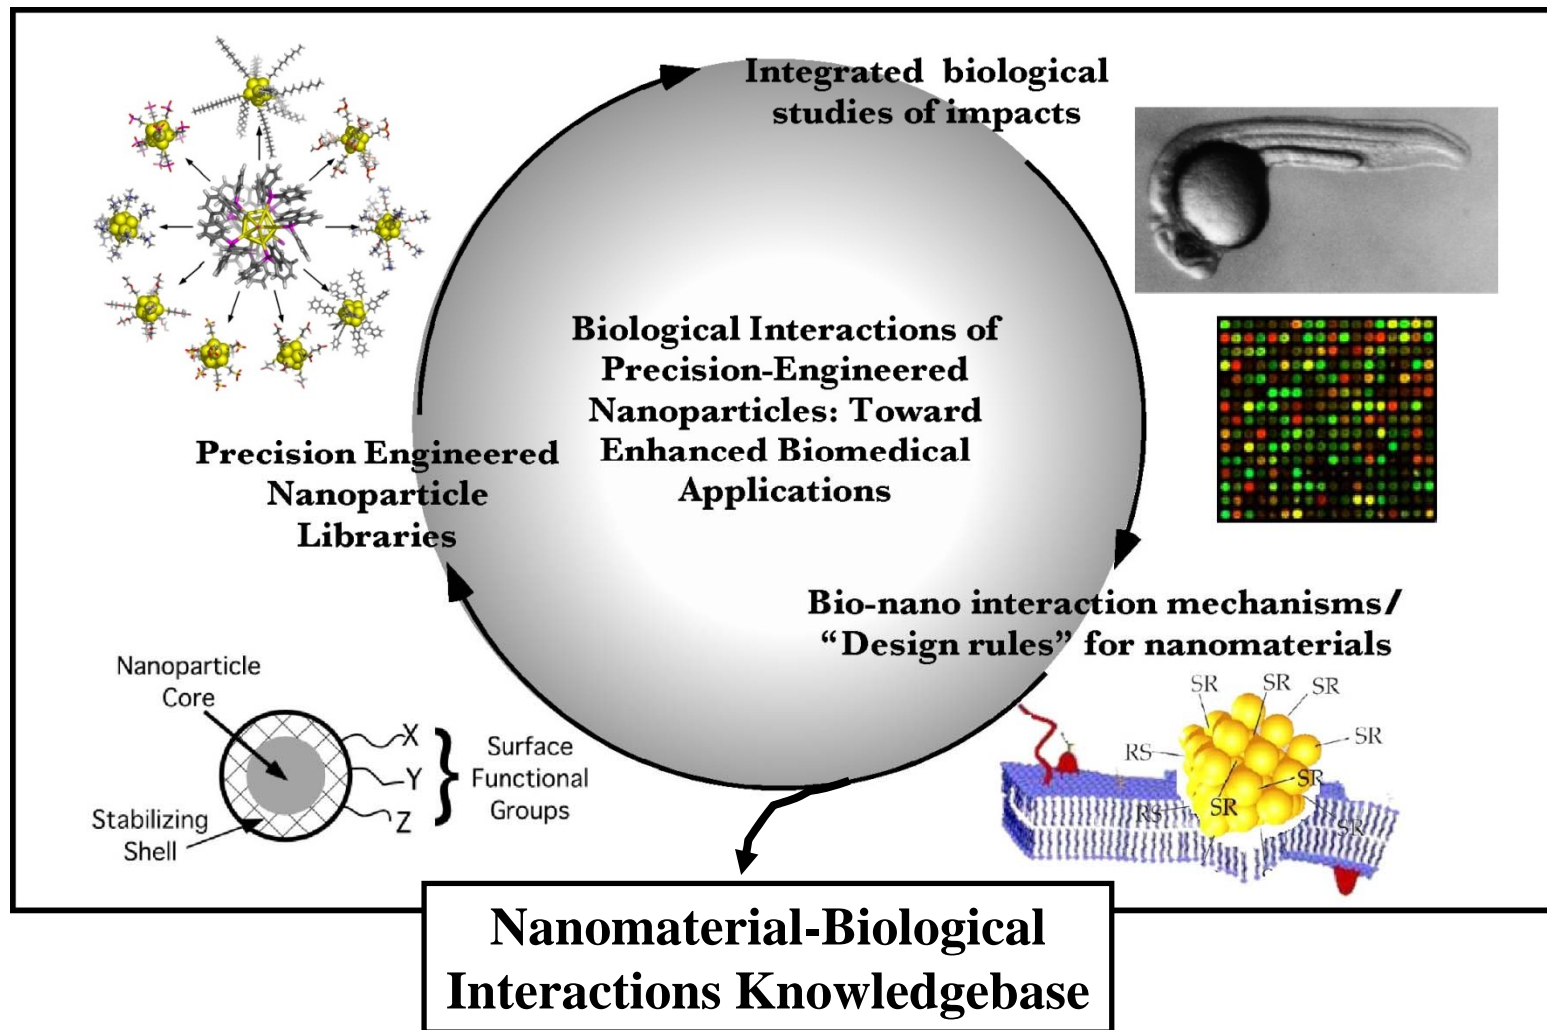 Integrated biological
studies of impacts
Biological Interactions of
Precision-Engineered
Nanoparticles: Toward
Enhanced Biomedical
Applications
Precision Engineered
Nanoparticle
Libraries
Bio-nano interaction mechanisms/
“Design rules” for nanomaterials
Nanoparticle
Core
Stabilizing
Shell
X
Y
Z
Surface
Functional
Groups
SR
SR
SR
SR
RS
SR
SR
RS
SR
Nanomaterial-Biological
Interactions Knowledgebase